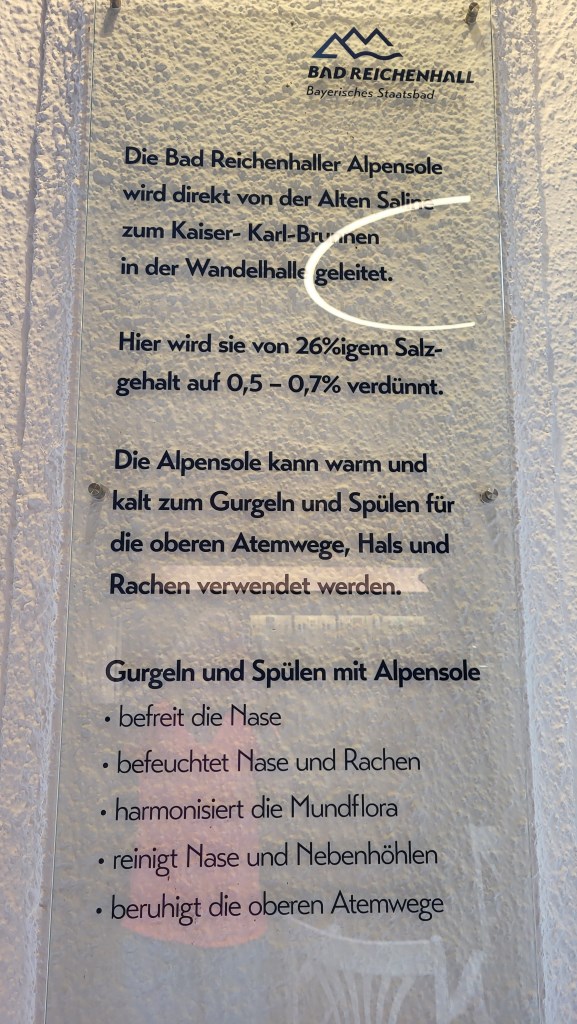 BAD REICHENHALL
Bayerisches Staatsbad
Die Bad Reichenhaller Alpensole
wird direkt von der Alten Saline
zum Kaiser- Karl-Brunnen
in der Wandelhalle geleitet.
Hier wird sie von 26%igem Salz-
gehalt auf 0,5 – 0,7% verdünnt.
Die Alpensole kann warm und
kalt zum Gurgeln und Spülen für
die oberen Atemwege, Hals und
Rachen verwendet werden.
Gurgeln und Spülen mit Alpensole
• befreit die Nase
• befeuchtet Nase und Rachen
• harmonisiert die Mundflora
• reinigt Nase und Nebenhöhlen
• beruhigt die oberen Atemwege